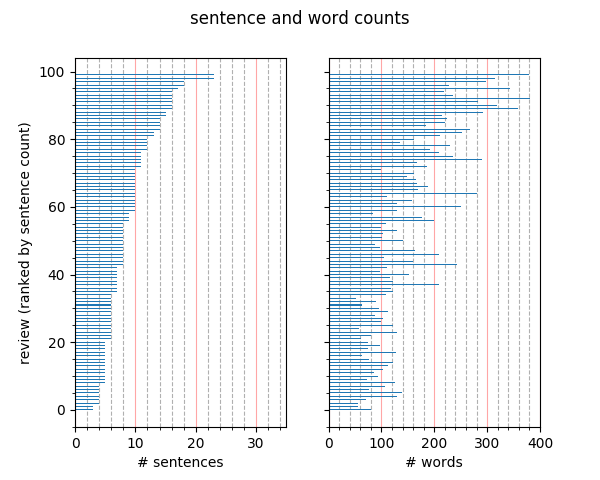 sentence and word counts
100
80
60
40
20
0
review (ranked by sentence count)
0 10 20 30
0 100 200 300 400
# sentences
# words